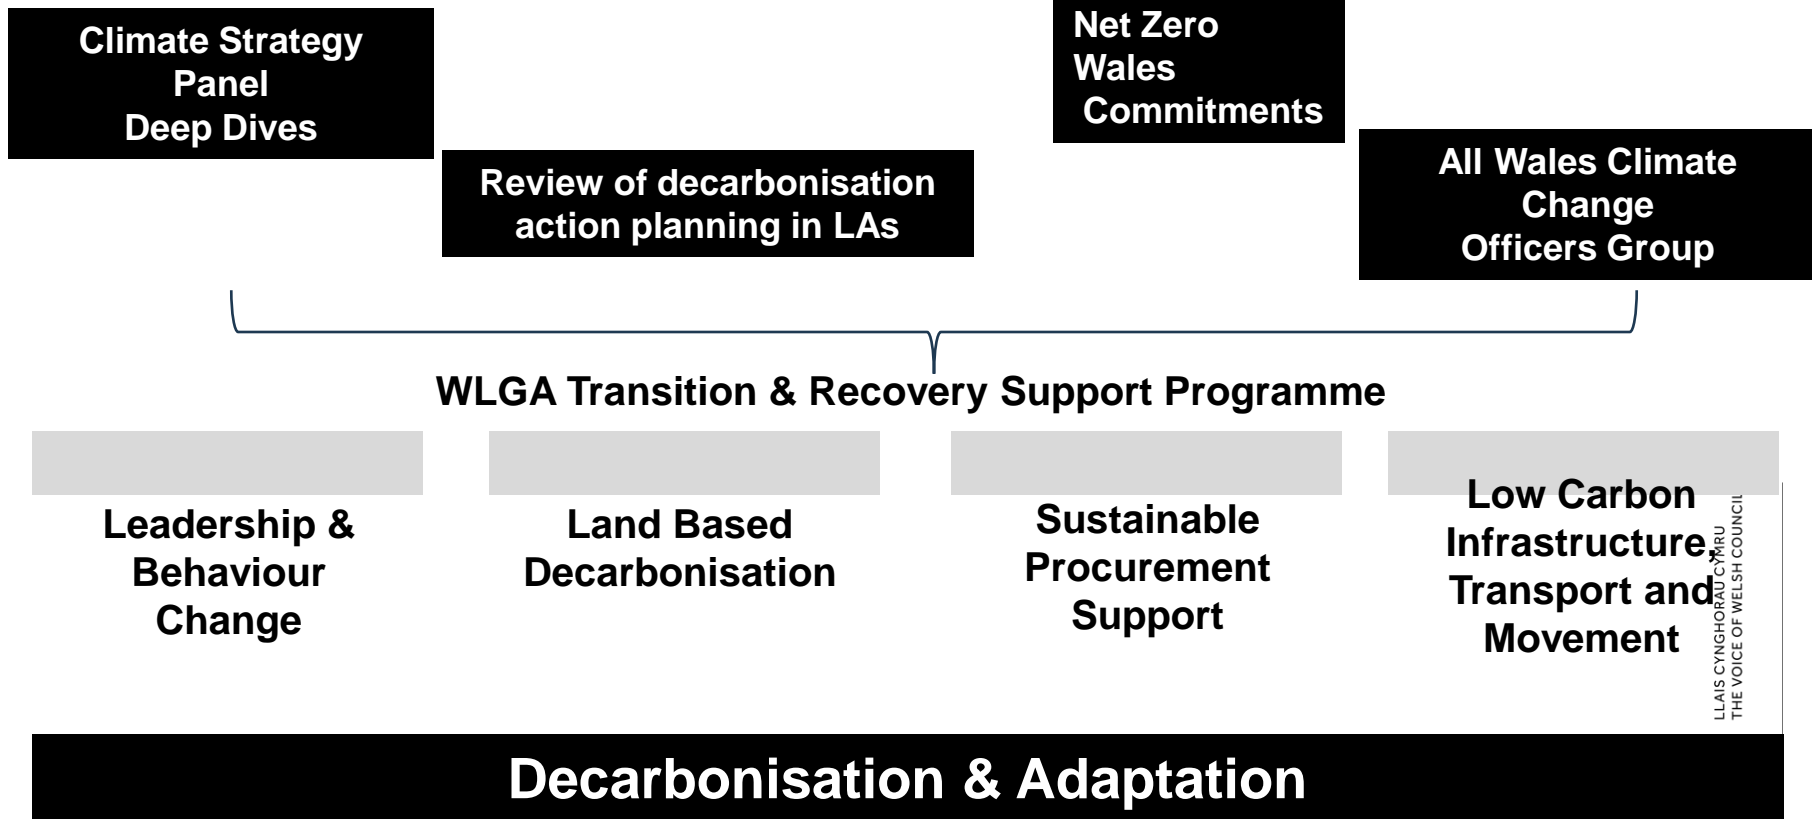 Climate Strategy
Panel
Deep Dives
Net Zero
Wales
Commitments
Review of decarbonisation
action planning in LAs
All Wales Climate
Change
Officers Group
WLGA Transition & Recovery Support Programme
Leadership &
Behaviour
Change
Land Based
Decarbonisation
Sustainable
Procurement
Support
Low Carbon
Infrastructure,
Transport and
Movement
LLAIS CYNGHORAU CYMRU
THE VOICE OF WELSH COUNCIL
Decarbonisation & Adaptation